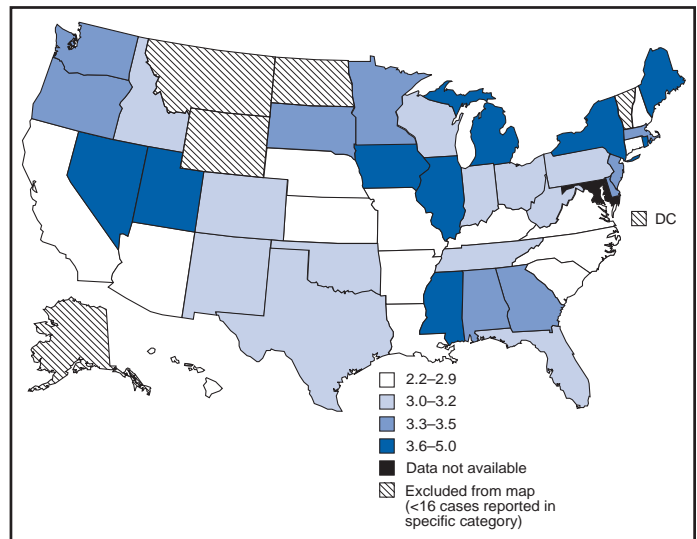 DC
2.2–2.9
3.0–3.2
3.3–3.5
3.6–5.0
Data not available
Excluded from map
(<16 cases reported in
specific category)